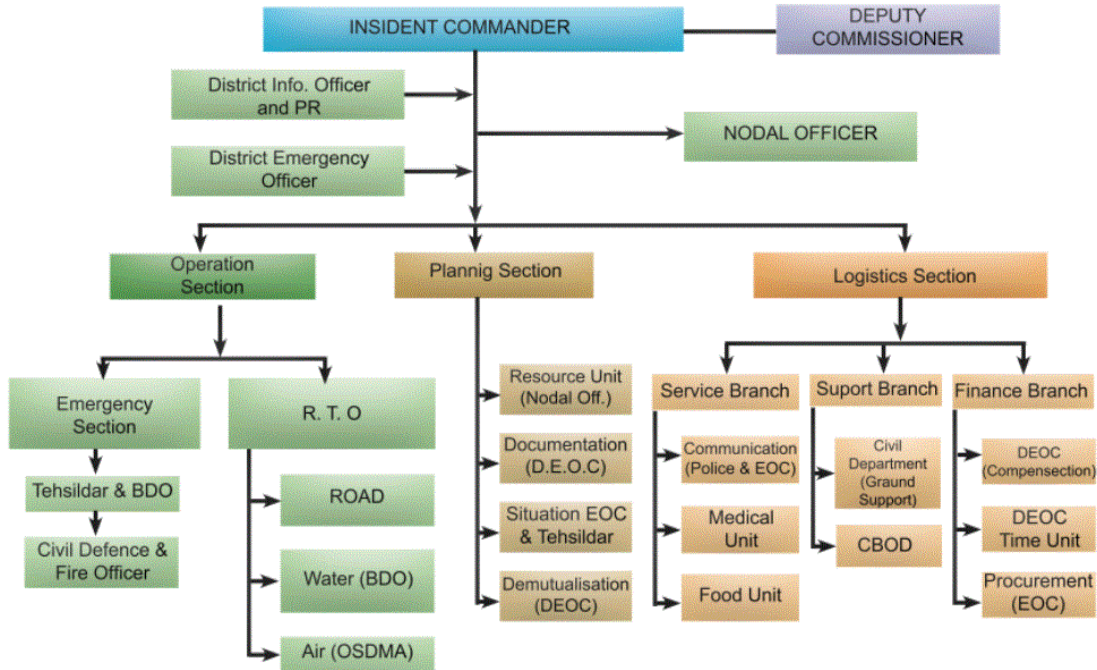 INSIDENT COMMANDER
DEPUTY
COMMISSIONER
District Info. Officer
and PR
NODAL OFFICER
District Emergency
Officer
Operation
Section
Plannig Section
Logistics Section
Emergency
Section
R. T. O
Tehsildar & BDO
Civil Defence &
Fire Officer
ROAD
Water (BDO)
Air (OSDMA)
Resource Unit
(Nodal Off.)
Documentation
(D.E.O.C)
Situation EOC
& Tehsildar
Demutualisation
(DEOC)
Service Branch
Communication
(Police & EOC)
Medical
Unit
Food Unit
Suport Branch
Civil
Department
(Graund
Support)
CBOD
Finance Branch
DEOC
(Compensection)
DEOC
Time Unit
Procurement
(EOC)